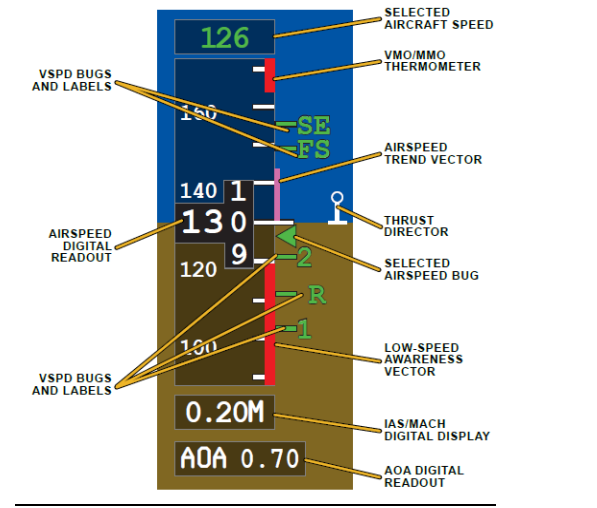 SELECTED
AIRCRAFT SPEED
126
VMO/MMO
THERMOMETER
VSPD BUGS
AND LABELS
160
SE
FS
AIRSPEED
TREND VECTOR
140
1
130
9
THRUST
DIRECTOR
AIRSPEED
DIGITAL
READOUT
SELECTED
AIRSPEED BUG
2
120
R
1
100
LOW-SPEED
AWARENESS
VECTOR
VSPD BUGS
AND LABELS
0.20M
IAS/MACH
DIGITAL DISPLAY
AOA 0.70
AOA DIGITAL
READOUT